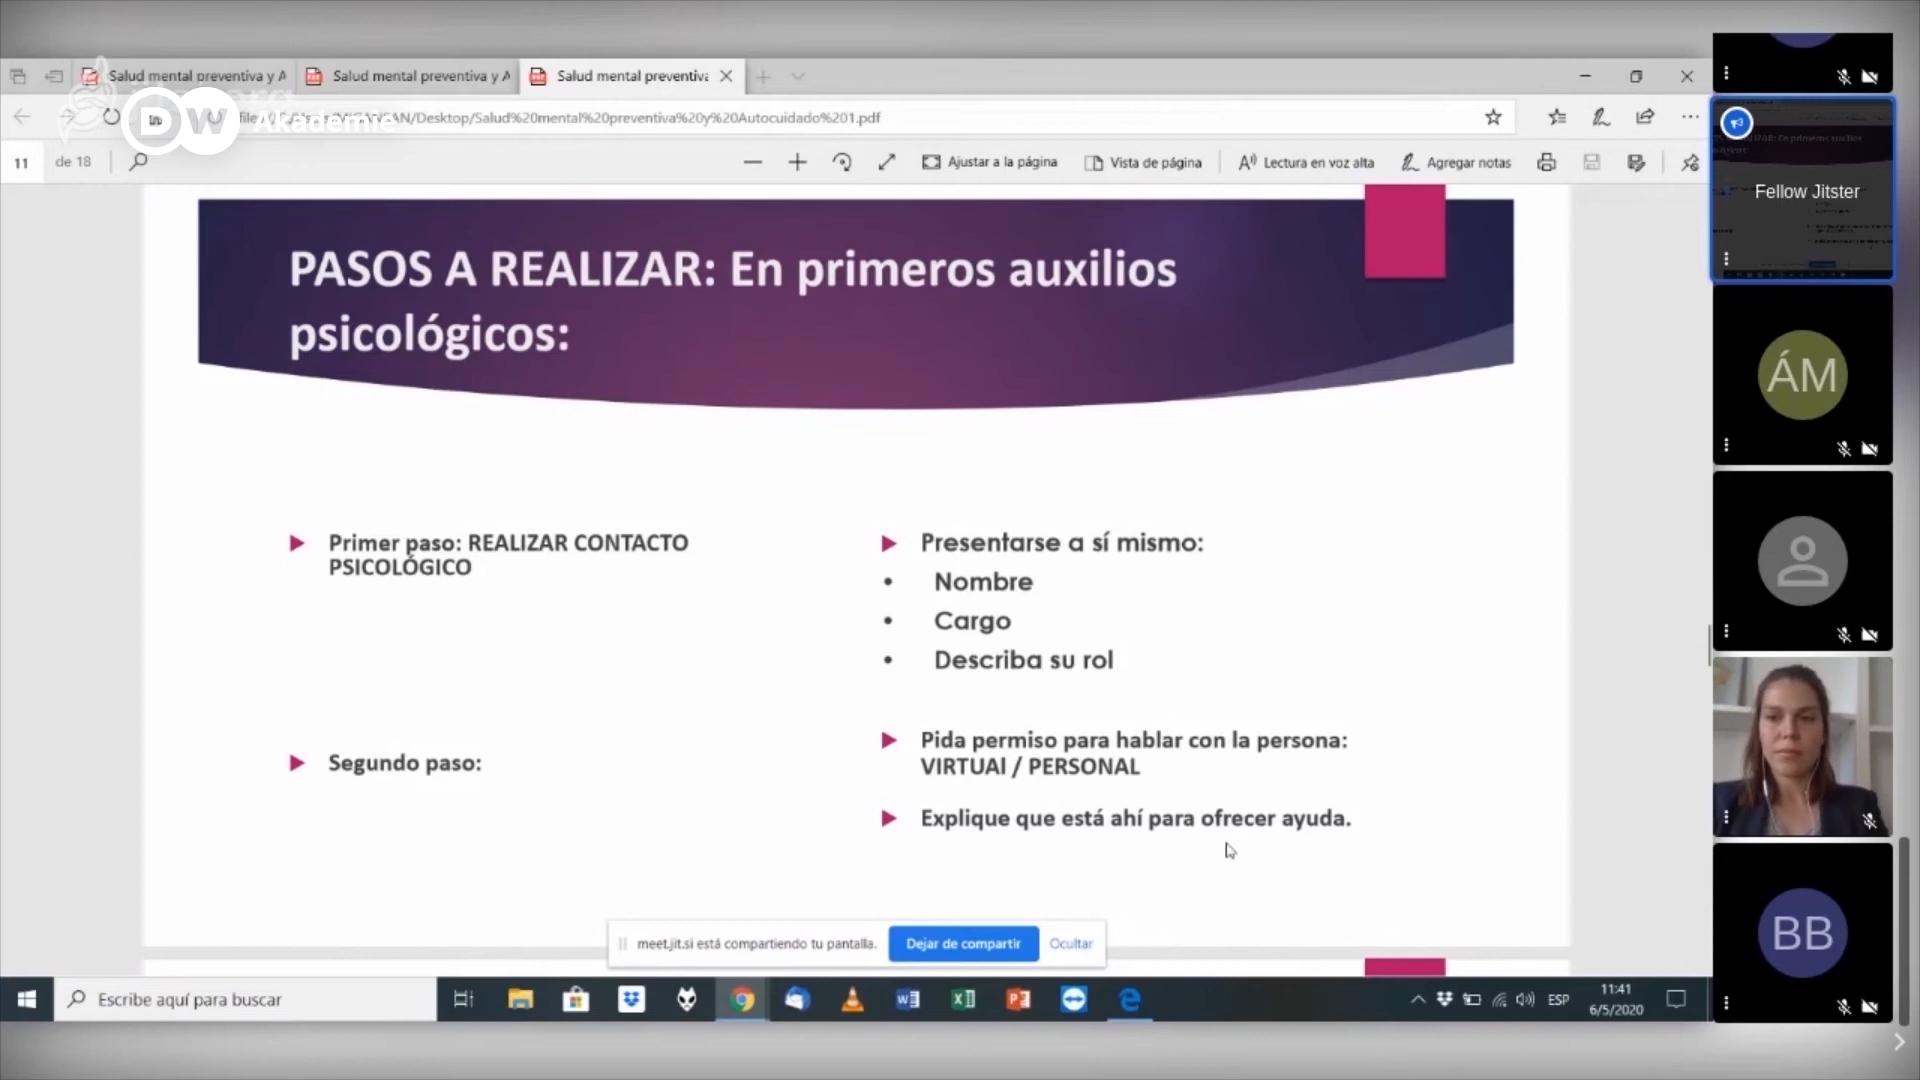 Salud mental preventiva y A
Salud mental preventiva y A
Salud mental preventiva
DW Akademie
/Desktop/Salud%20mental%20preventiva%20y%20Autocuidado%201.pdf
11 de 18
Ajustar a la página
Vista de página
Lectura en voz alta
Agregar notas
PASOS A REALIZAR: En primeros auxilios
psicológicos:
Primer paso: REALIZAR CONTACTO
PSICOLÓGICO
Segundo paso:
Presentarse a sí mismo:
• Nombre
• Cargo
• Describa su rol
Pida permiso para hablar con la persona:
VIRTUAl / PERSONAL
Explique que está ahí para ofrecer ayuda.
meet.jit.si está compartiendo tu pantalla.
Dejar de compartir
Ocultar
Escribe aquí para buscar
ESP
11:41
6/5/2020
Fellow Jitster
ÁM
BB